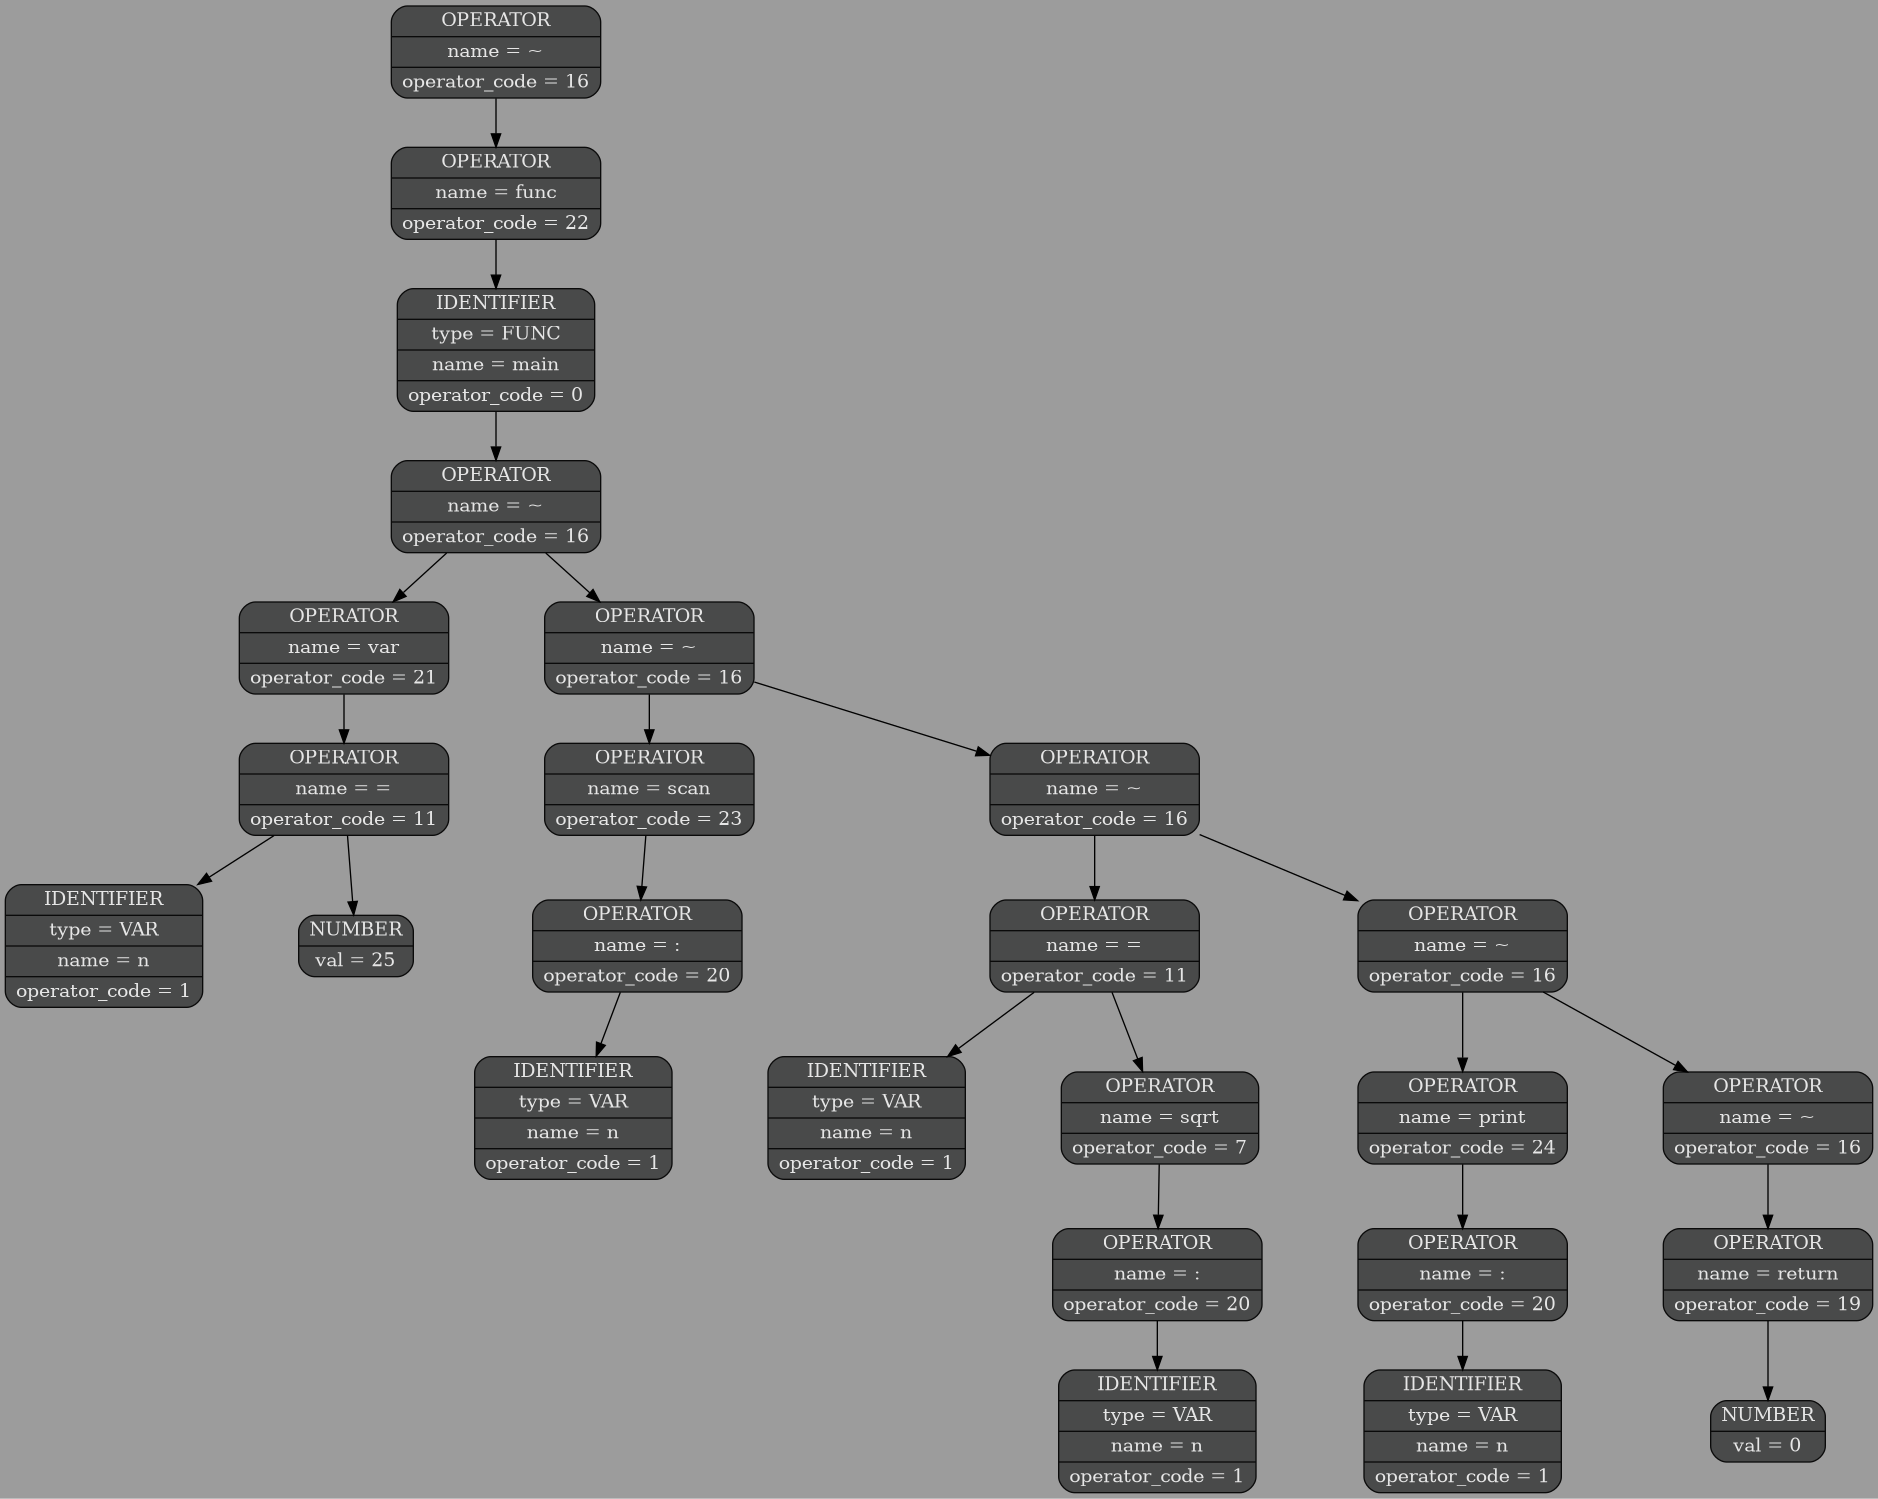 OPERATOR
name = ~
operator_code = 16
OPERATOR
name = func
operator_code = 22
IDENTIFIER
type = FUNC
name = main
operator_code = 0
OPERATOR
name = ~
operator_code = 16
OPERATOR
name = var
operator_code = 21
OPERATOR
name = ~
operator_code = 16
OPERATOR
name = =
operator_code = 11
OPERATOR
name = scan
operator_code = 23
OPERATOR
name = ~
operator_code = 16
IDENTIFIER
type = VAR
name = n
operator_code = 1
NUMBER
val = 25
OPERATOR
name = :
operator_code = 20
OPERATOR
name = =
operator_code = 11
OPERATOR
name = ~
operator_code = 16
IDENTIFIER
type = VAR
name = n
operator_code = 1
IDENTIFIER
type = VAR
name = n
operator_code = 1
OPERATOR
name = sqrt
operator_code = 7
OPERATOR
name = print
operator_code = 24
OPERATOR
name = ~
operator_code = 16
OPERATOR
name = :
operator_code = 20
OPERATOR
name = :
operator_code = 20
OPERATOR
name = return
operator_code = 19
IDENTIFIER
type = VAR
name = n
operator_code = 1
IDENTIFIER
type = VAR
name = n
operator_code = 1
NUMBER
val = 0